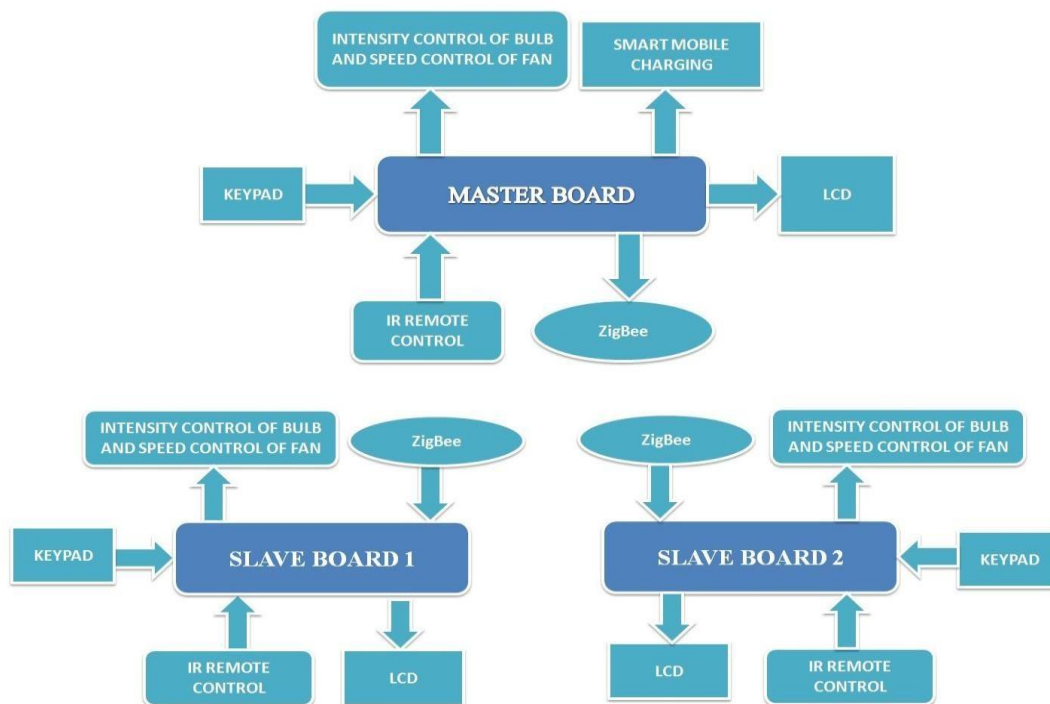 INTENSITY CONTROL OF BULB
AND SPEED CONTROL OF FAN
SMART MOBILE
CHARGING
KEYPAD
MASTER BOARD
LCD
IR REMOTE
CONTROL
ZigBee
INTENSITY CONTROL OF BULB
AND SPEED CONTROL OF FAN
ZigBee
KEYPAD
SLAVE BOARD 1
IR REMOTE
CONTROL
LCD
ZigBee
INTENSITY CONTROL OF BULB
AND SPEED CONTROL OF FAN
SLAVE BOARD 2
KEYPAD
LCD
IR REMOTE
CONTROL